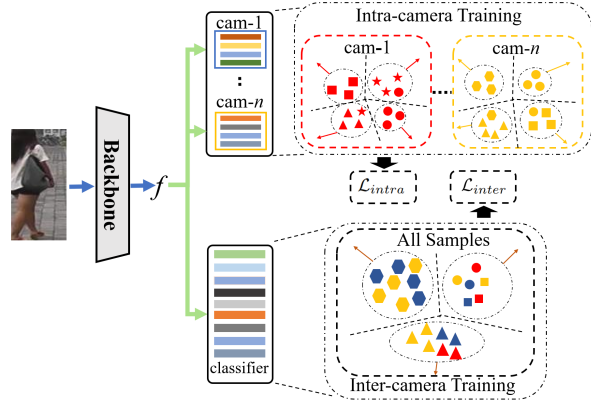 cam-1
cam-n
Intra-camera Training
cam-1
cam-n
Backbone
f
ℒintra
ℒinter
All Samples
classifier
Inter-camera Training